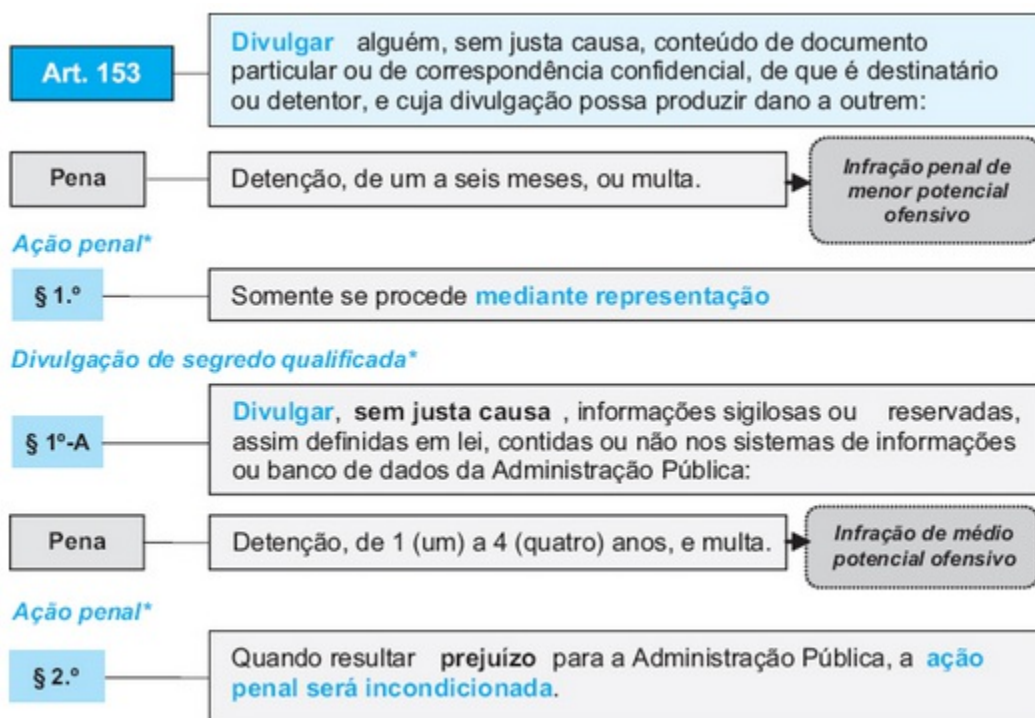 Art. 153
Divulgar alguém, sem justa causa, conteúdo de documento
particular ou de correspondência confidencial, de que é destinatário
ou detentor, e cuja divulgação possa produzir dano a outrem:
Pena
Detenção, de um a seis meses, ou multa.
Infração penal de
menor potencial
ofensivo
Ação penal*
§ 1.º
Somente se procede mediante representação
Divulgação de segredo qualificada*
§ 1º-A
Divulgar, sem justa causa , informações sigilosas ou reservadas,
assim definidas em lei, contidas ou não nos sistemas de informações
ou banco de dados da Administração Pública:
Pena
Detenção, de 1 (um) a 4 (quatro) anos, e multa.
Infração de médio
potencial ofensivo
Ação penal*
§ 2.º
Quando resultar prejuízo para a Administração Pública, a ação
penal será incondicionada.